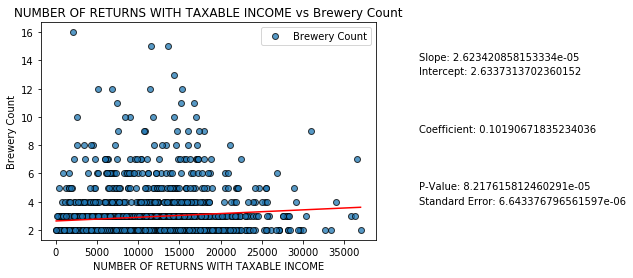 NUMBER OF RETURNS WITH TAXABLE INCOME vs Brewery Count
Brewery Count
16
14
12
10
8
6
4
2
Brewery Count
0
5000
10000
15000
20000
25000
30000
35000
NUMBER OF RETURNS WITH TAXABLE INCOME
Slope: 2.623420858153334e-05
Intercept: 2.6337313702360152
Coefficient: 0.10190671835234036
P-Value: 8.217615812460291e-05
Standard Error: 6.643376796561597e-06